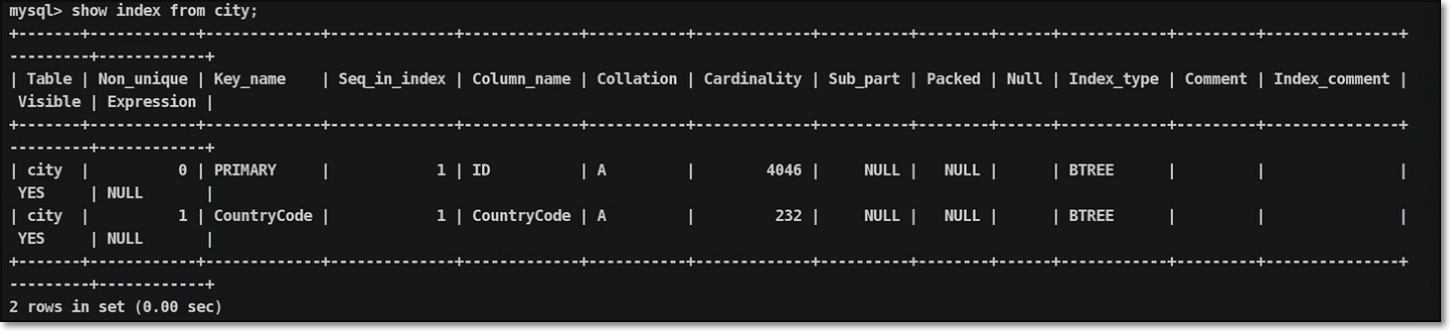 mysql> show index from city;
+-------+------------+-------------+--------------+-------------+-----------+-------------+----------+--------+------+------------+---------+---------------+
---------+------------+
| Table | Non_unique | Key_name    | Seq_in_index | Column_name | Collation | Cardinality | Sub_part | Packed | Null | Index_type | Comment | Index_comment |
 Visible | Expression |
+-------+------------+-------------+--------------+-------------+-----------+-------------+----------+--------+------+------------+---------+---------------+
---------+------------+
| city  |          0 | PRIMARY     |            1 | ID          | A         |        4046 |     NULL |   NULL |      | BTREE      |         |               |
 YES     | NULL       |
| city  |          1 | CountryCode |            1 | CountryCode | A         |         232 |     NULL |   NULL |      | BTREE      |         |               |
 YES     | NULL       |
+-------+------------+-------------+--------------+-------------+-----------+-------------+----------+--------+------+------------+---------+---------------+
---------+------------+
2 rows in set (0.00 sec)